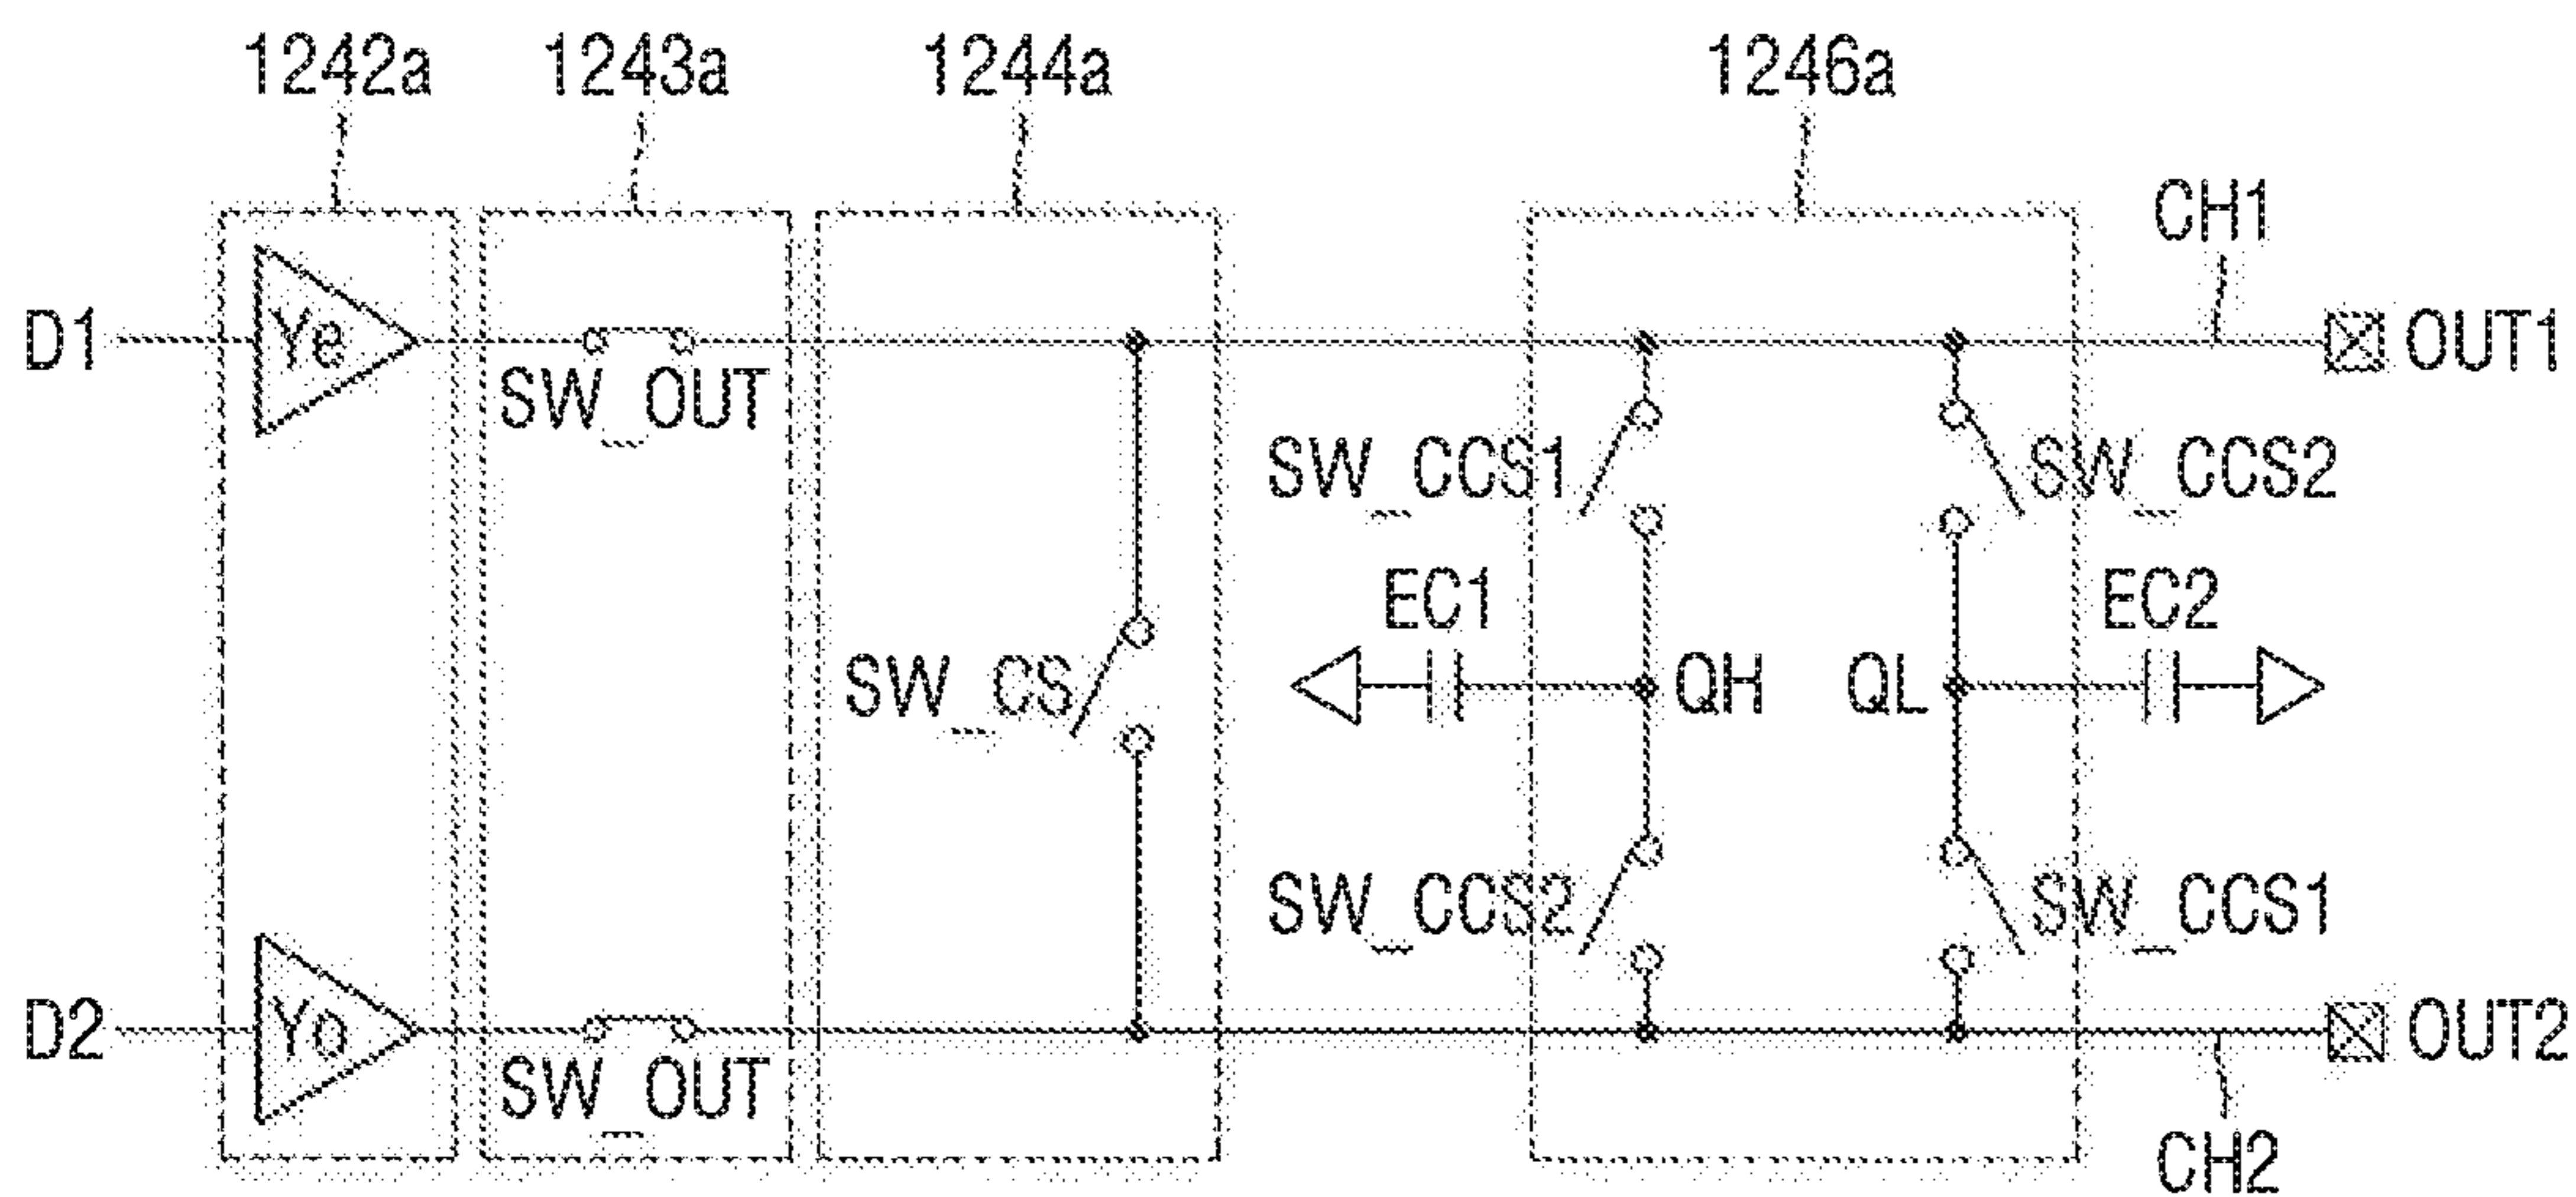 1242a 1243a 1244a 1246a
CH1
D1 Ye OUT1
SW_OUT
SW_CCS1 SW_CCS2
EC1 EC2
SW_CS QH QL
SW_CCS2 SW_CCS1
D2 Yo OUT2
SW_OUT
CH2